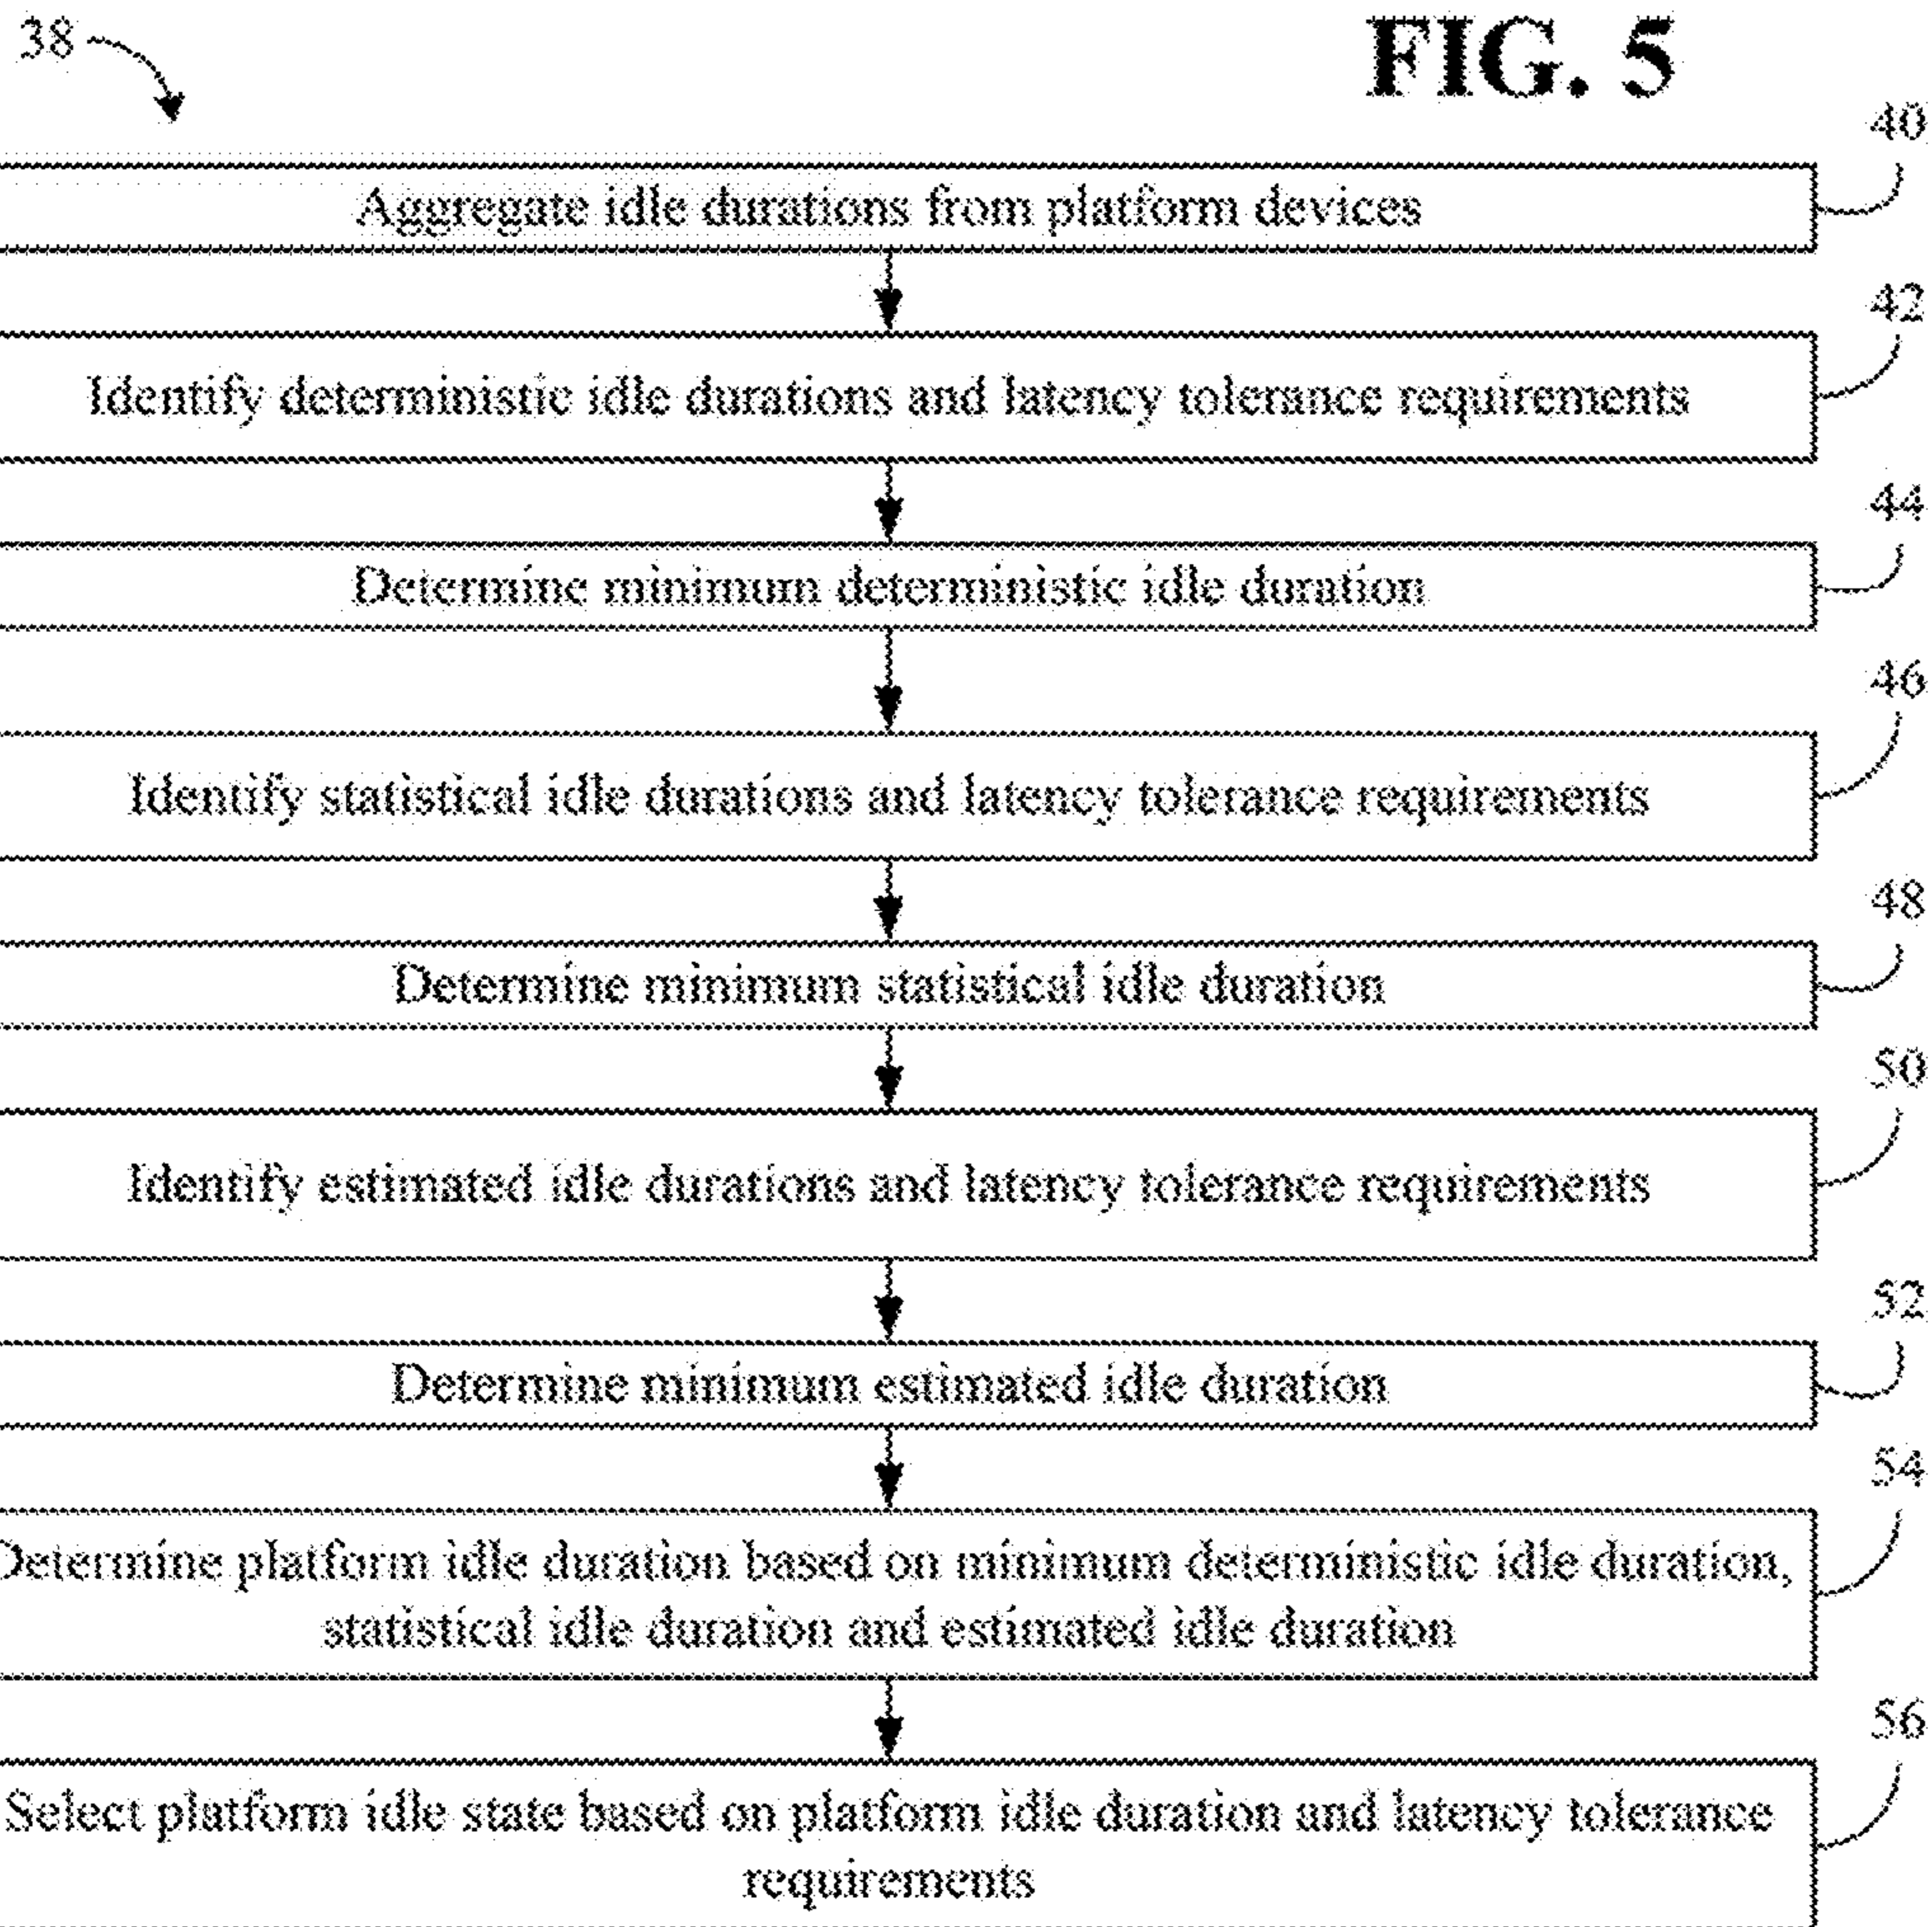 38
FIG. 5
40
Aggregate idle durations from platform devices
42
Identify deterministic idle durations and latency tolerance requirements
44
Determine minimum deterministic idle duration
46
Identify statistical idle durations and latency tolerance requirements
48
Determine minimum statistical idle duration
50
Identify estimated idle durations and latency tolerance requirements
52
Determine minimum estimated idle duration
54
Determine platform idle duration based on minimum deterministic idle duration,
statistical idle duration and estimated idle duration
56
Select platform idle state based on platform idle duration and latency tolerance
requirements